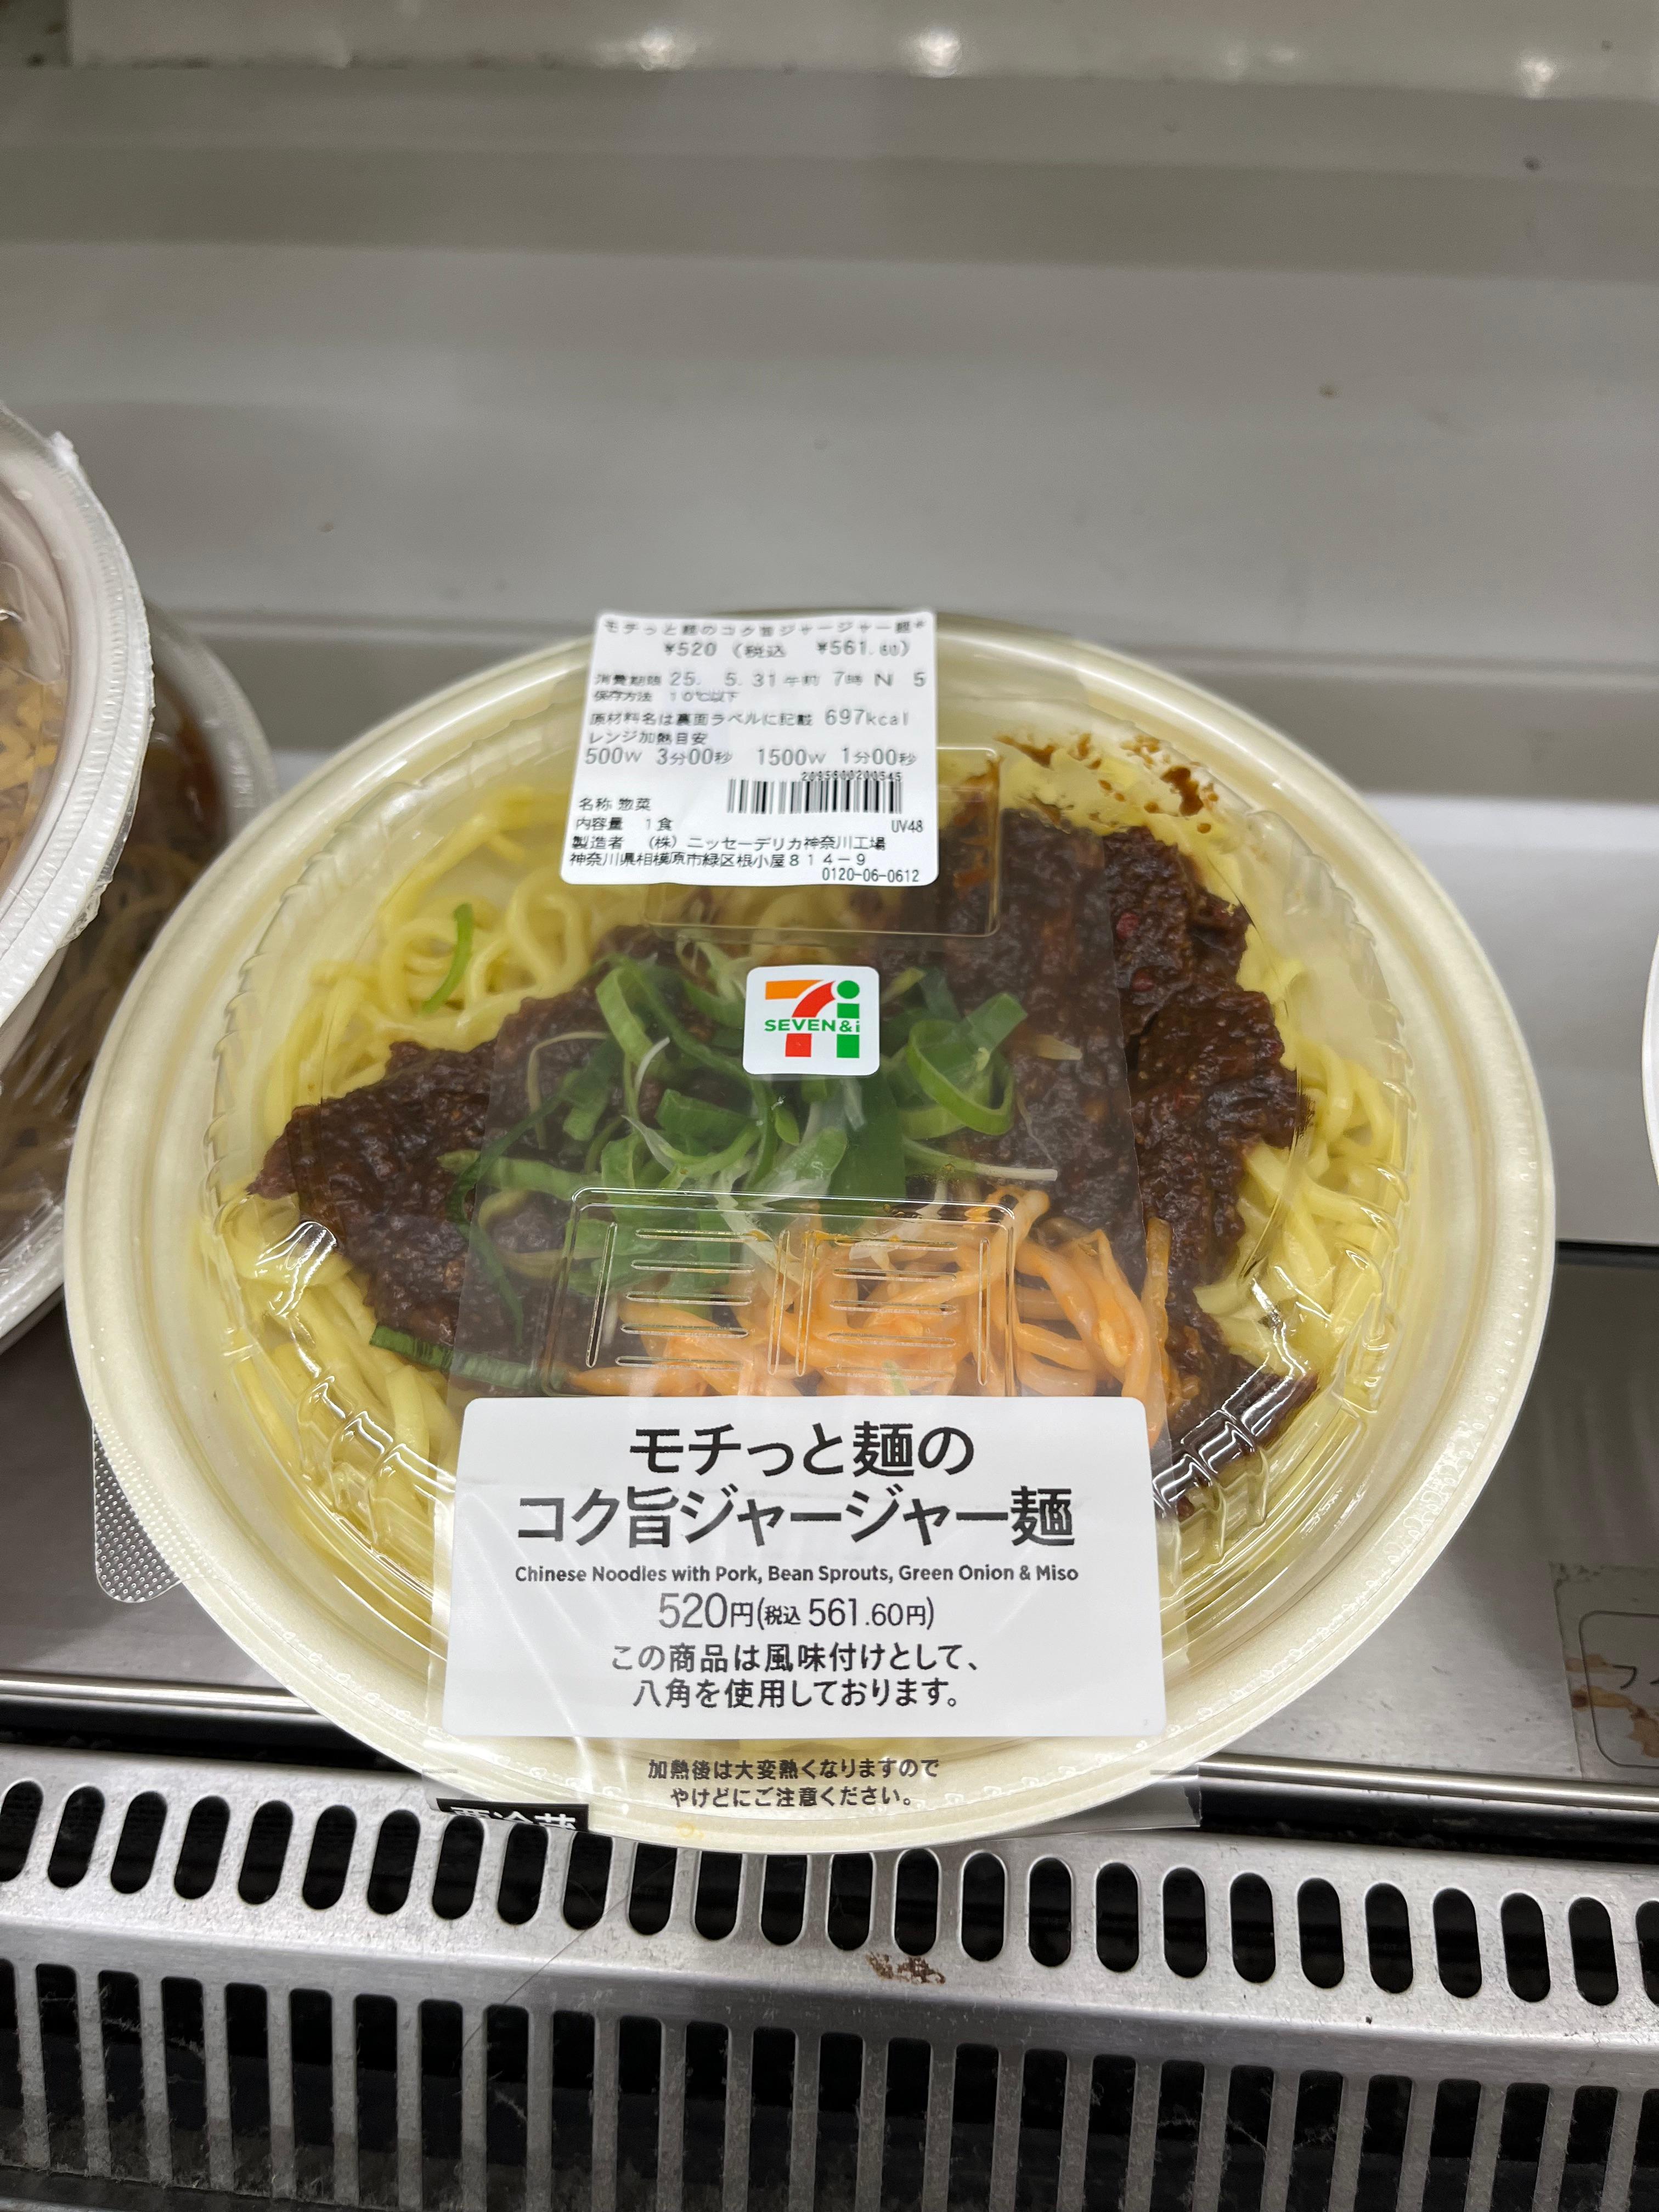 モチっと麺のコク旨ジャージャー麺*
¥520 (税込 ¥561.60)
消費期限 25. 5.31 午前 7時 N 5
保存方法 10℃以下
原材料名は裏面ラベルに記載 697kcal
レンジ加熱目安
500W 3分00秒 1500W 1分00秒
2095600200545
名称 惣菜
内容量 1食 UV48
製造者 (株)ニッセーデリカ神奈川工場
神奈川県相模原市緑区根小屋814-9
0120-06-0612
SEVEN&i
モチっと麺の
コク旨ジャージャー麺
Chinese Noodles with Pork, Bean Sprouts, Green Onion & Miso
520円(税込 561.60円)
この商品は風味付けとして、
八角を使用しております。
加熱後は大変熱くなりますので
やけどにご注意ください。
要冷蔵